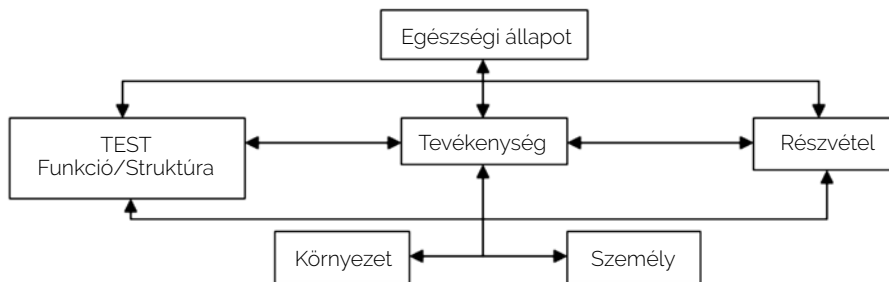 Egészségi állapot
TEST
Funkció/Struktúra
Tevékenység
Részvétel
Környezet
Személy